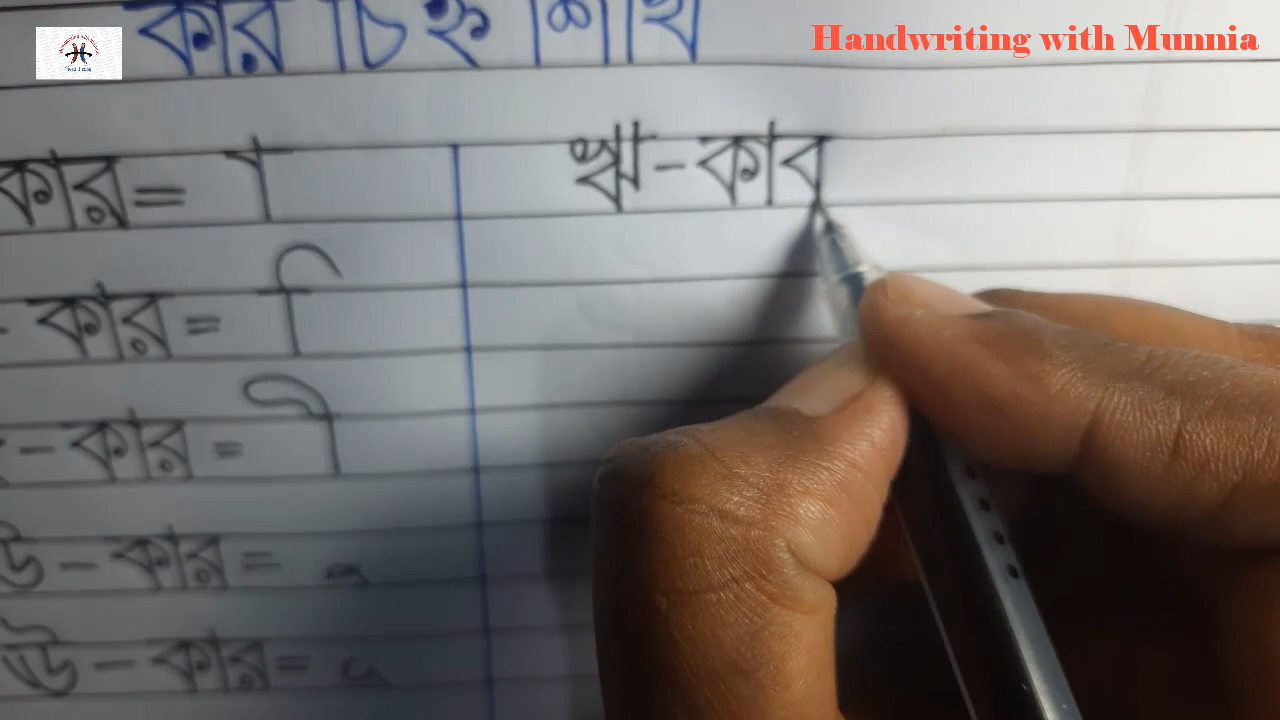 Handwriting with Munnia
কার চিহ্ন শিখি
কার = া
- কার = ি
- কার = ী
উ - কার = ু
ঊ - কার = ূ
ঋ - কাব